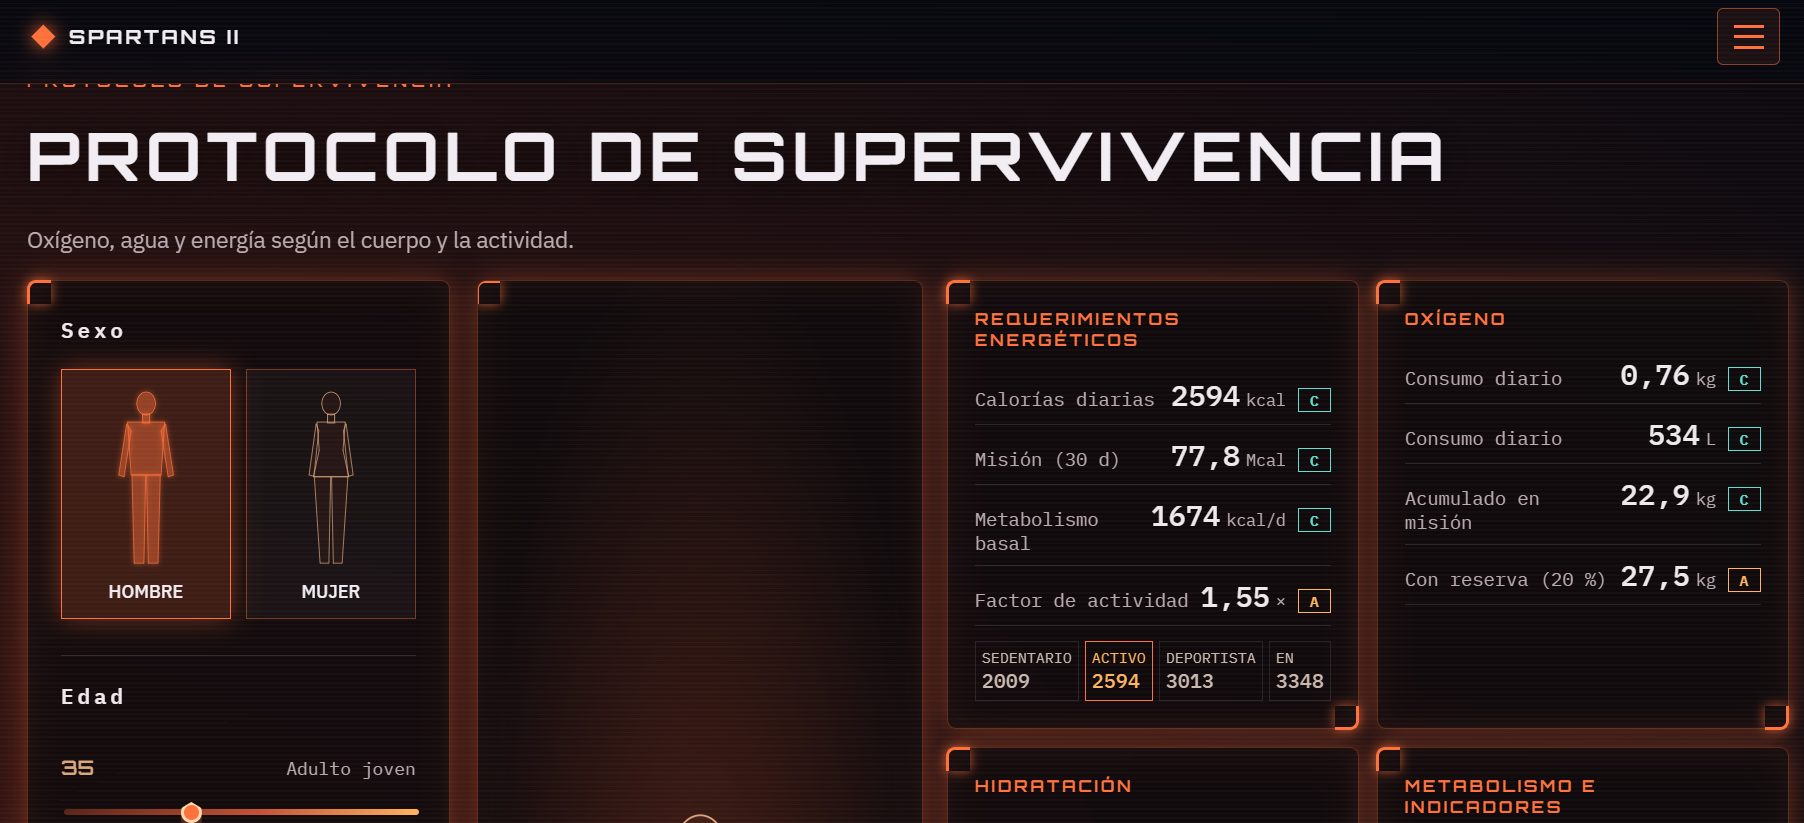 SPARTANS II
PROTOCOLO DE SUPERVIVENCIA
PROTOCOLO DE SUPERVIVENCIA
Oxígeno, agua y energía según el cuerpo y la actividad.
Sexo
HOMBRE
MUJER
Edad
35
Adulto joven
REQUERIMIENTOS
ENERGÉTICOS
Calorías diarias 2594 kcal C
Misión (30 d) 77,8 Mcal C
Metabolismo basal 1674 kcal/d C
Factor de actividad 1,55 × A
SEDENTARIO 2009
ACTIVO 2594
DEPORTISTA 3013
EN 3348
OXÍGENO
Consumo diario 0,76 kg C
Consumo diario 534 L C
Acumulado en misión 22,9 kg C
Con reserva (20 %) 27,5 kg A
HIDRATACIÓN
METABOLISMO E
INDICADORES